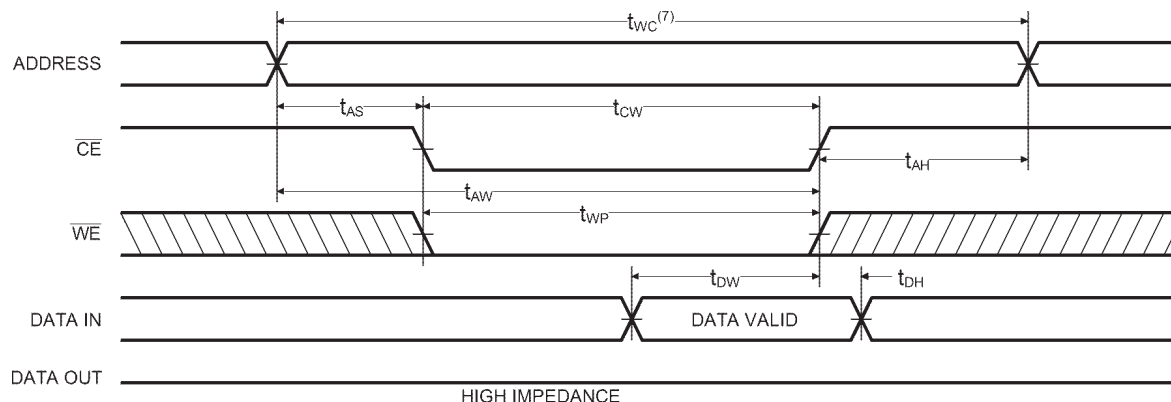 tWC(7)
ADDRESS
tAS
tCW
CE
tAH
tAW
tWP
WE
tDW
tDH
DATA IN
DATA VALID
DATA OUT
HIGH IMPEDANCE